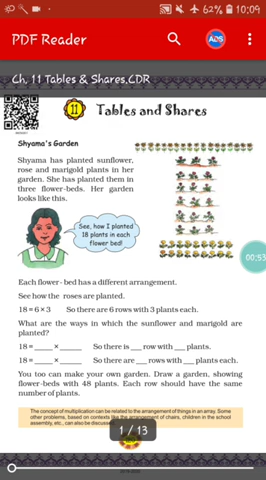 62% 10:09
PDF Reader
ADS
Ch. 11 Tables & Shares.CDR
11 Tables and Shares
Shyama's Garden
Shyama has planted sunflower,
rose and marigold plants in her
garden. She has planted them in
three flower-beds. Her garden
looks like this.
See, how I planted
18 plants in each
flower bed!
00:53
Each flower - bed has a different arrangement.
See how the roses are planted.
18 = 6 × 3 So there are 6 rows with 3 plants each.
What are the ways in which the sunflower and marigold are
planted?
18 = ____ × ____ So there is ___ row with ___ plants.
18 = ____ × ____ So there are ___ rows with ___ plants each.
You too can make your own garden. Draw a garden, showing
flower-beds with 48 plants. Each row should have the same
number of plants.
The concept of multiplication can be related to the arrangement of things in an array. Some
other problems, based on contexts like the arrangement of chairs, children in the school
assembly, etc., can also be discussed.
1 / 13